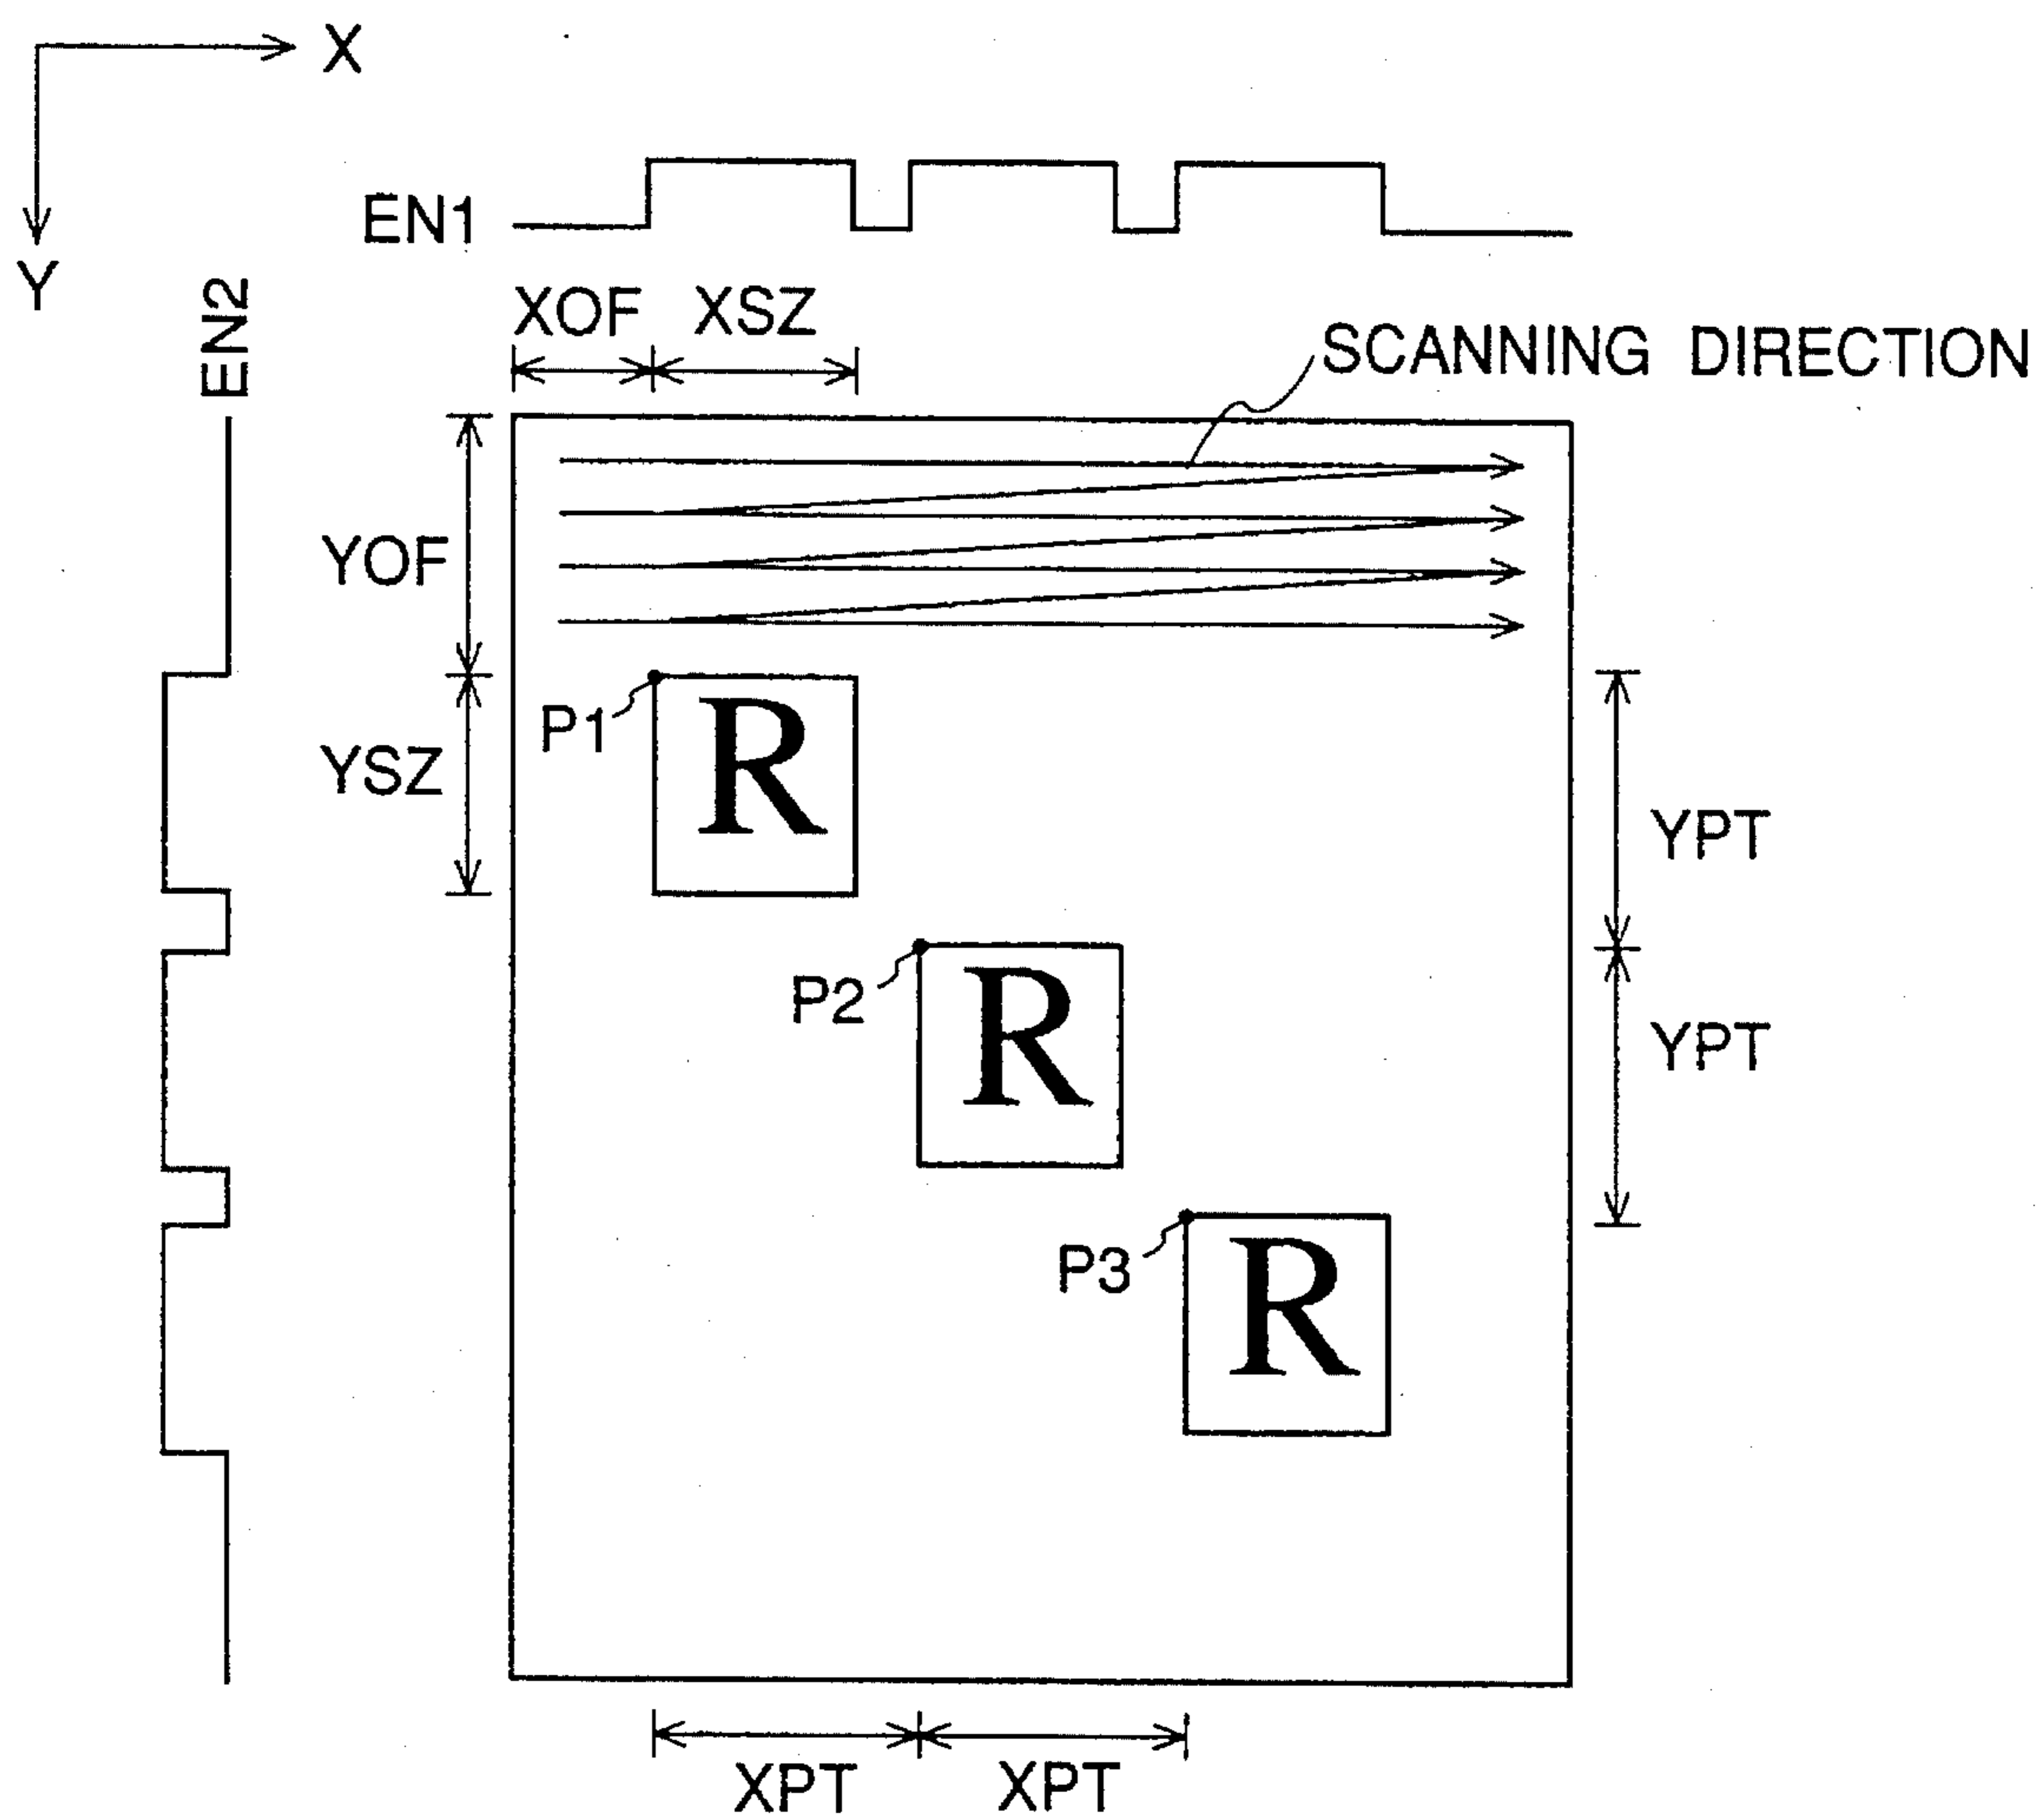 X
Y
EN1
EN2
XOF XSZ
SCANNING DIRECTION
YOF
P1
R
YSZ
YPT
P2
R
YPT
P3
R
XPT XPT